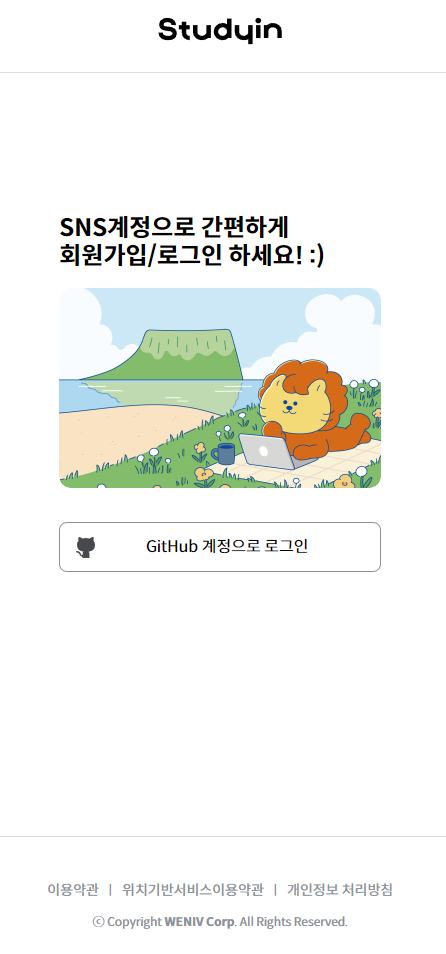 Studyin
SNS계정으로 간편하게
회원가입/로그인 하세요! :)
GitHub 계정으로 로그인
이용약관 | 위치기반서비스이용약관 | 개인정보 처리방침
ⓒ Copyright WENIV Corp. All Rights Reserved.